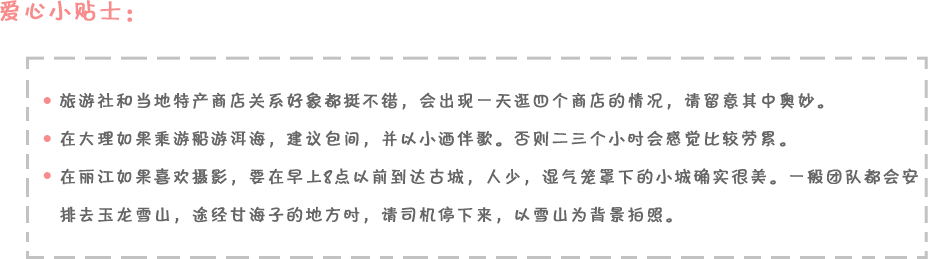 爱心小贴士：
旅游社和当地特产商店关系好象都挺不错，会出现一天逛四个商店的情况，请留意其中奥妙。
在大理如果乘游船游洱海，建议包间，并以小酒伴歌。否则二三个小时会感觉比较劳累。
在丽江如果喜欢摄影，要在早上8点以前到达古城，人少，湿气笼罩下的小城确实很美。一般团队都会安
排去玉龙雪山，途经甘海子的地方时，请司机停下来，以雪山为背景拍照。